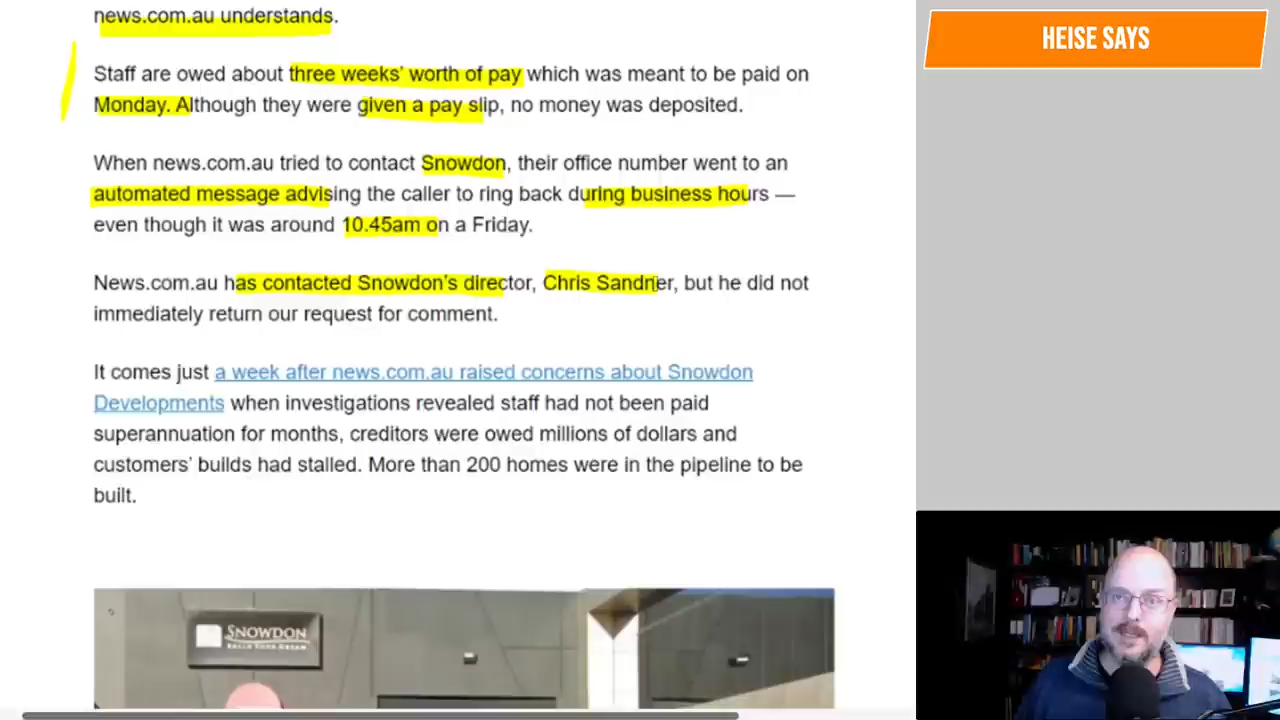 news.com.au understands.
Staff are owed about three weeks' worth of pay which was meant to be paid on
Monday. Although they were given a pay slip, no money was deposited.
When news.com.au tried to contact Snowdon, their office number went to an
automated message advising the caller to ring back during business hours —
even though it was around 10.45am on a Friday.
News.com.au has contacted Snowdon's director, Chris Sandner, but he did not
immediately return our request for comment.
It comes just a week after news.com.au raised concerns about Snowdon
Developments when investigations revealed staff had not been paid
superannuation for months, creditors were owed millions of dollars and
customers' builds had stalled. More than 200 homes were in the pipeline to be
built.
SNOWDON
BUILD YOUR DREAM
HEISE SAYS